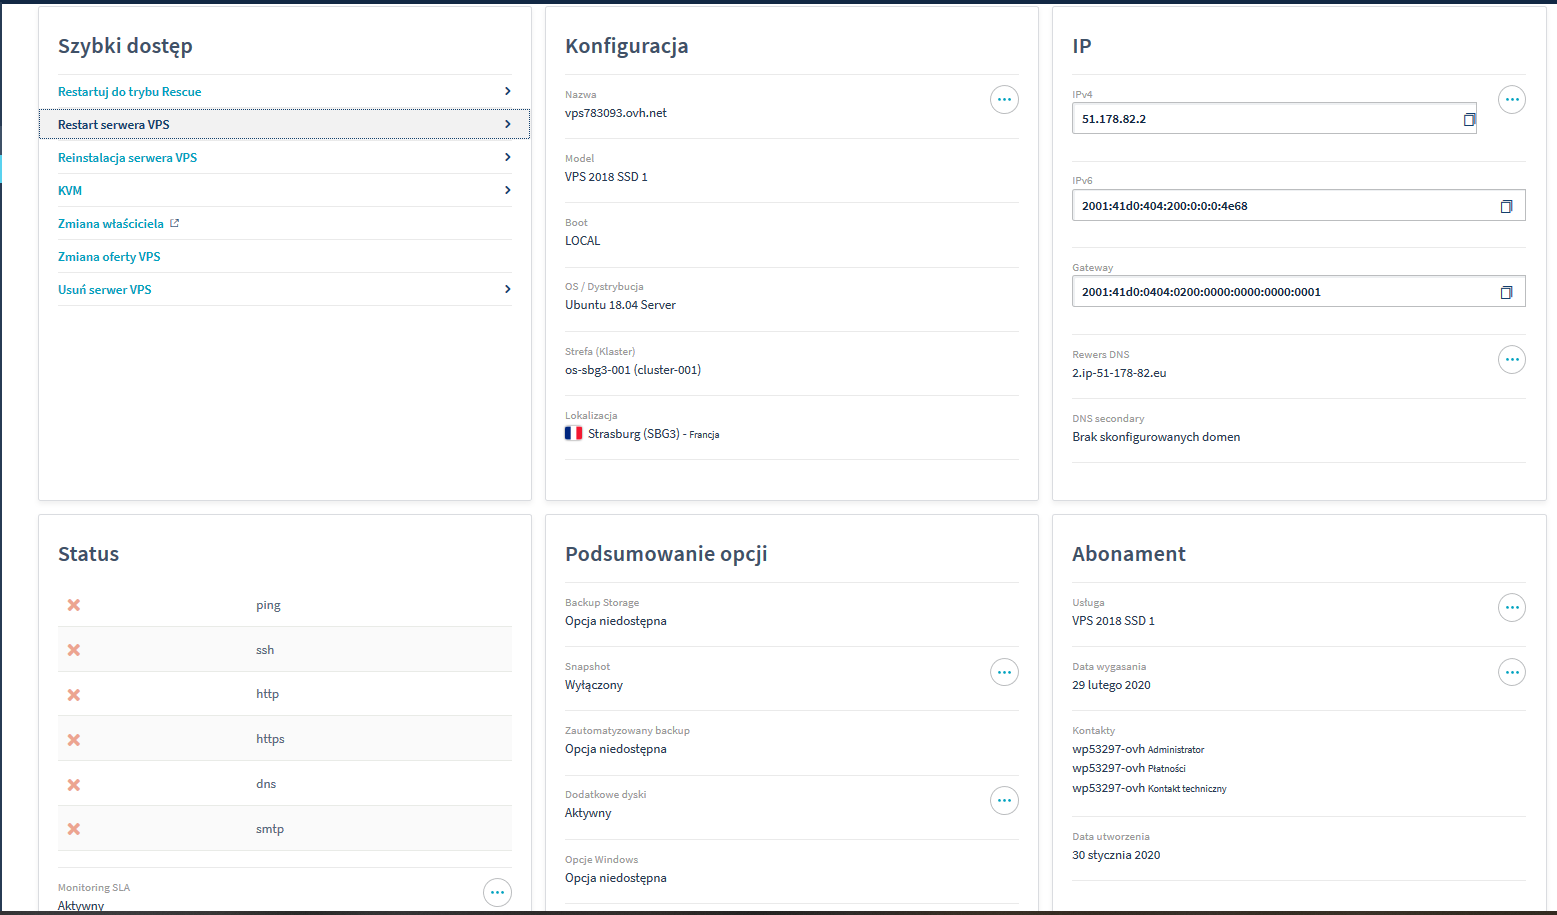 Szybki dostęp
Restartuj do trybu Rescue
Restart serwera VPS
Reinstalacja serwera VPS
KVM
Zmiana właściciela
Zmiana oferty VPS
Usuń serwer VPS
Konfiguracja
Nazwa
vps783093.ovh.net
Model
VPS 2018 SSD 1
Boot
LOCAL
OS / Dystrybucja
Ubuntu 18.04 Server
Strefa (Klaster)
os-sbg3-001 (cluster-001)
Lokalizacja
Strasburg (SBG3) - Francja
IP
IPv4
51.178.82.2
IPv6
2001:41d0:404:200:0:0:0:4e68
Gateway
2001:41d0:0404:0200:0000:0000:0000:0001
Rewers DNS
2.ip-51-178-82.eu
DNS secondary
Brak skonfigurowanych domen
Status
ping
ssh
http
https
dns
smtp
Monitoring SLA
Aktywny
Podsumowanie opcji
Backup Storage
Opcja niedostępna
Snapshot
Wyłączony
Zautomatyzowany backup
Opcja niedostępna
Dodatkowe dyski
Aktywny
Opcje Windows
Opcja niedostępna
Abonament
Usługa
VPS 2018 SSD 1
Data wygasania
29 lutego 2020
Kontakty
wp53297-ovh Administrator
wp53297-ovh Płatności
wp53297-ovh Kontakt techniczny
Data utworzenia
30 stycznia 2020